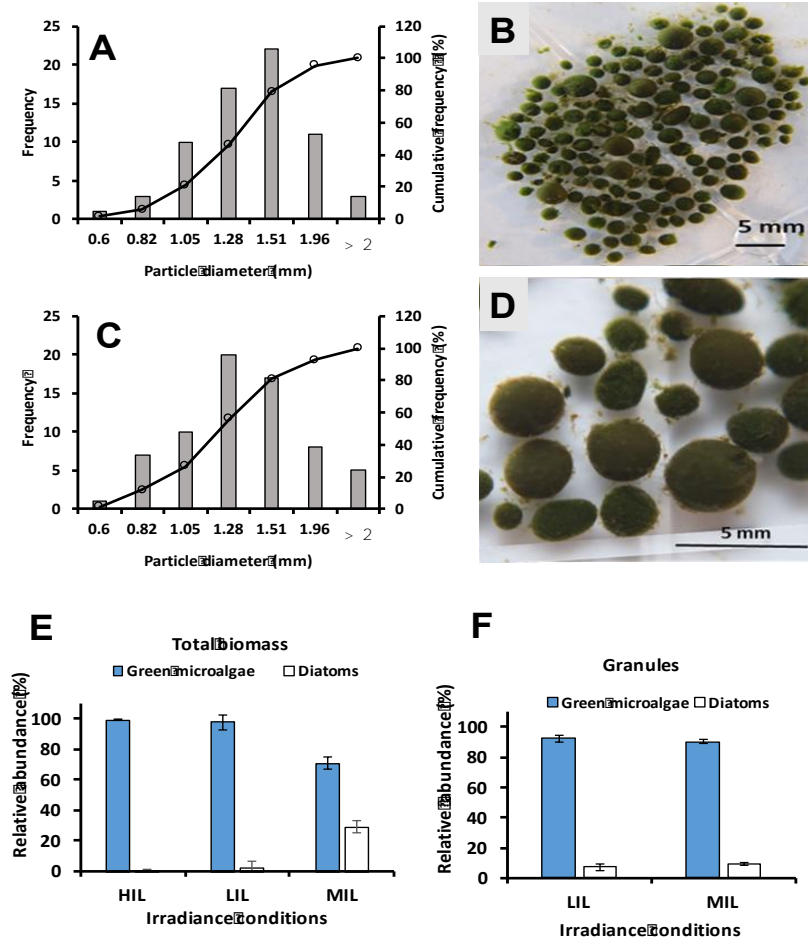 A
25
20
15
10
5
0
Frequency
120
100
80
60
40
20
0
Cumulative frequency (%)
0.6 0.82 1.05 1.28 1.51 1.96 > 2
Particle diameter (mm)
B
5 mm
C
25
20
15
10
5
0
Frequency
120
100
80
60
40
20
0
Cumulative frequency (%)
0.6 0.82 1.05 1.28 1.51 1.96 > 2
Particle diameter (mm)
D
5 mm
E
Total biomass
Green microalgae Diatoms
100
80
60
40
20
0
Relative abundance (%)
HIL LIL MIL
Irradiance conditions
F
Granules
Green microalgae Diatoms
100
80
60
40
20
0
Relative abundance (%)
LIL MIL
Irradiance conditions